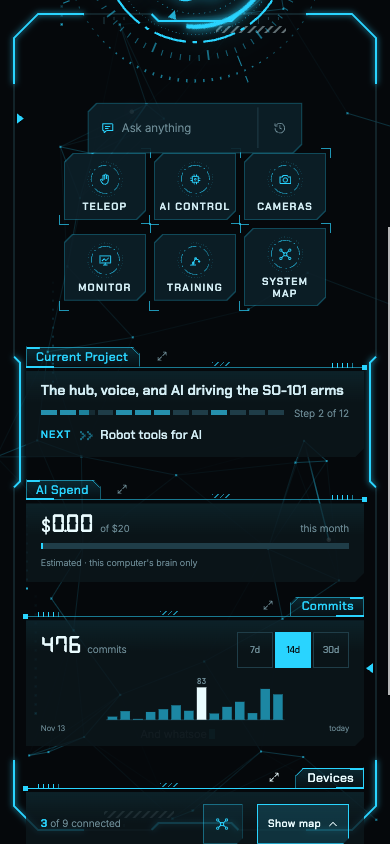 Ask anything
TELEOP
AI CONTROL
CAMERAS
MONITOR
TRAINING
SYSTEM
MAP
Current Project
The hub, voice, and AI driving the SO-101 arms
Step 2 of 12
NEXT Robot tools for AI
AI Spend
$0.00 of $20 this month
Estimated · this computer's brain only
Commits
476 commits
7d 14d 30d
83
Nov 13 today
Devices
3 of 9 connected
Show map